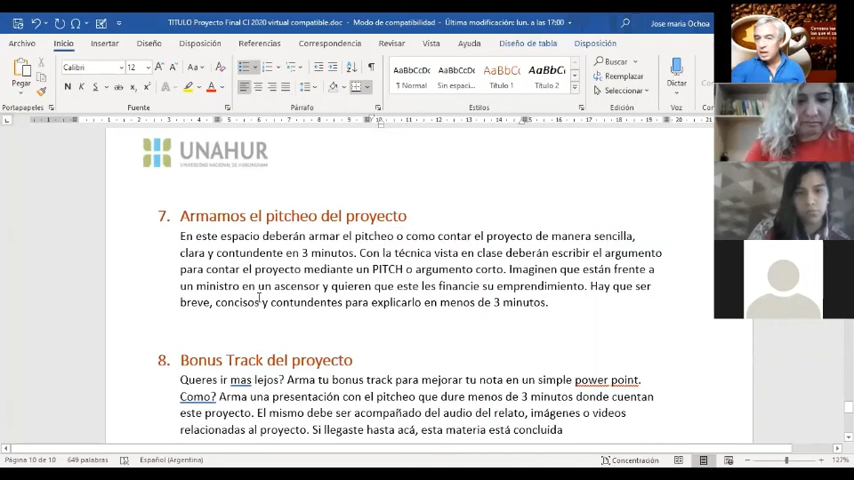 TITULO Proyecto Final CI 2020 virtual compatible.doc - Modo de compatibilidad - Última modificación: lun. a las 17:00
Jose maria Ochoa
Archivo Inicio Insertar Diseño Disposición Referencias Correspondencia Revisar Vista Ayuda Diseño de tabla Disposición
Calibri 12
Pegar
N K S
AaBbCcDc AaBbCcDc AaBbCcDc AaBbCcD
¶ Normal Sin espaci... Título 1 Título 2
Buscar
Reemplazar
Seleccionar
Dictar
Portapapeles Fuente Párrafo Estilos Edición Voz
UNAHUR
UNIVERSIDAD NACIONAL DE HURLINGHAM
7. Armamos el pitcheo del proyecto
En este espacio deberán armar el pitcheo o como contar el proyecto de manera sencilla,
clara y contundente en 3 minutos. Con la técnica vista en clase deberán escribir el argumento
para contar el proyecto mediante un PITCH o argumento corto. Imaginen que están frente a
un ministro en un ascensor y quieren que este les financie su emprendimiento. Hay que ser
breve, concisos y contundentes para explicarlo en menos de 3 minutos.
8. Bonus Track del proyecto
Queres ir mas lejos? Arma tu bonus track para mejorar tu nota en un simple power point.
Como? Arma una presentación con el pitcheo que dure menos de 3 minutos donde cuentan
este proyecto. El mismo debe ser acompañado del audio del relato, imágenes o videos
relacionadas al proyecto. Si llegaste hasta acá, esta materia está concluida
Página 10 de 10 649 palabras Español (Argentina) Concentración 127%